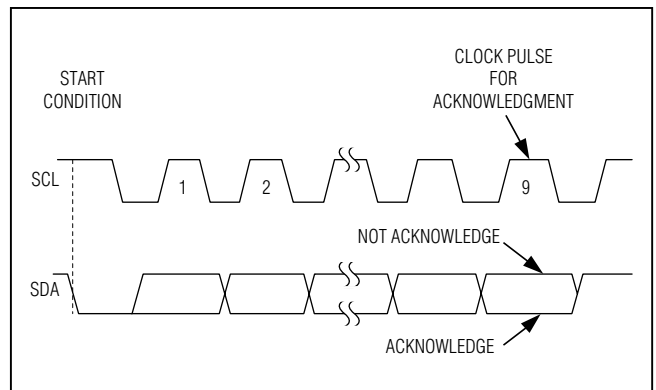 START
CONDITION
CLOCK PULSE
FOR
ACKNOWLEDGMENT
SCL
1
2
9
NOT ACKNOWLEDGE
SDA
ACKNOWLEDGE